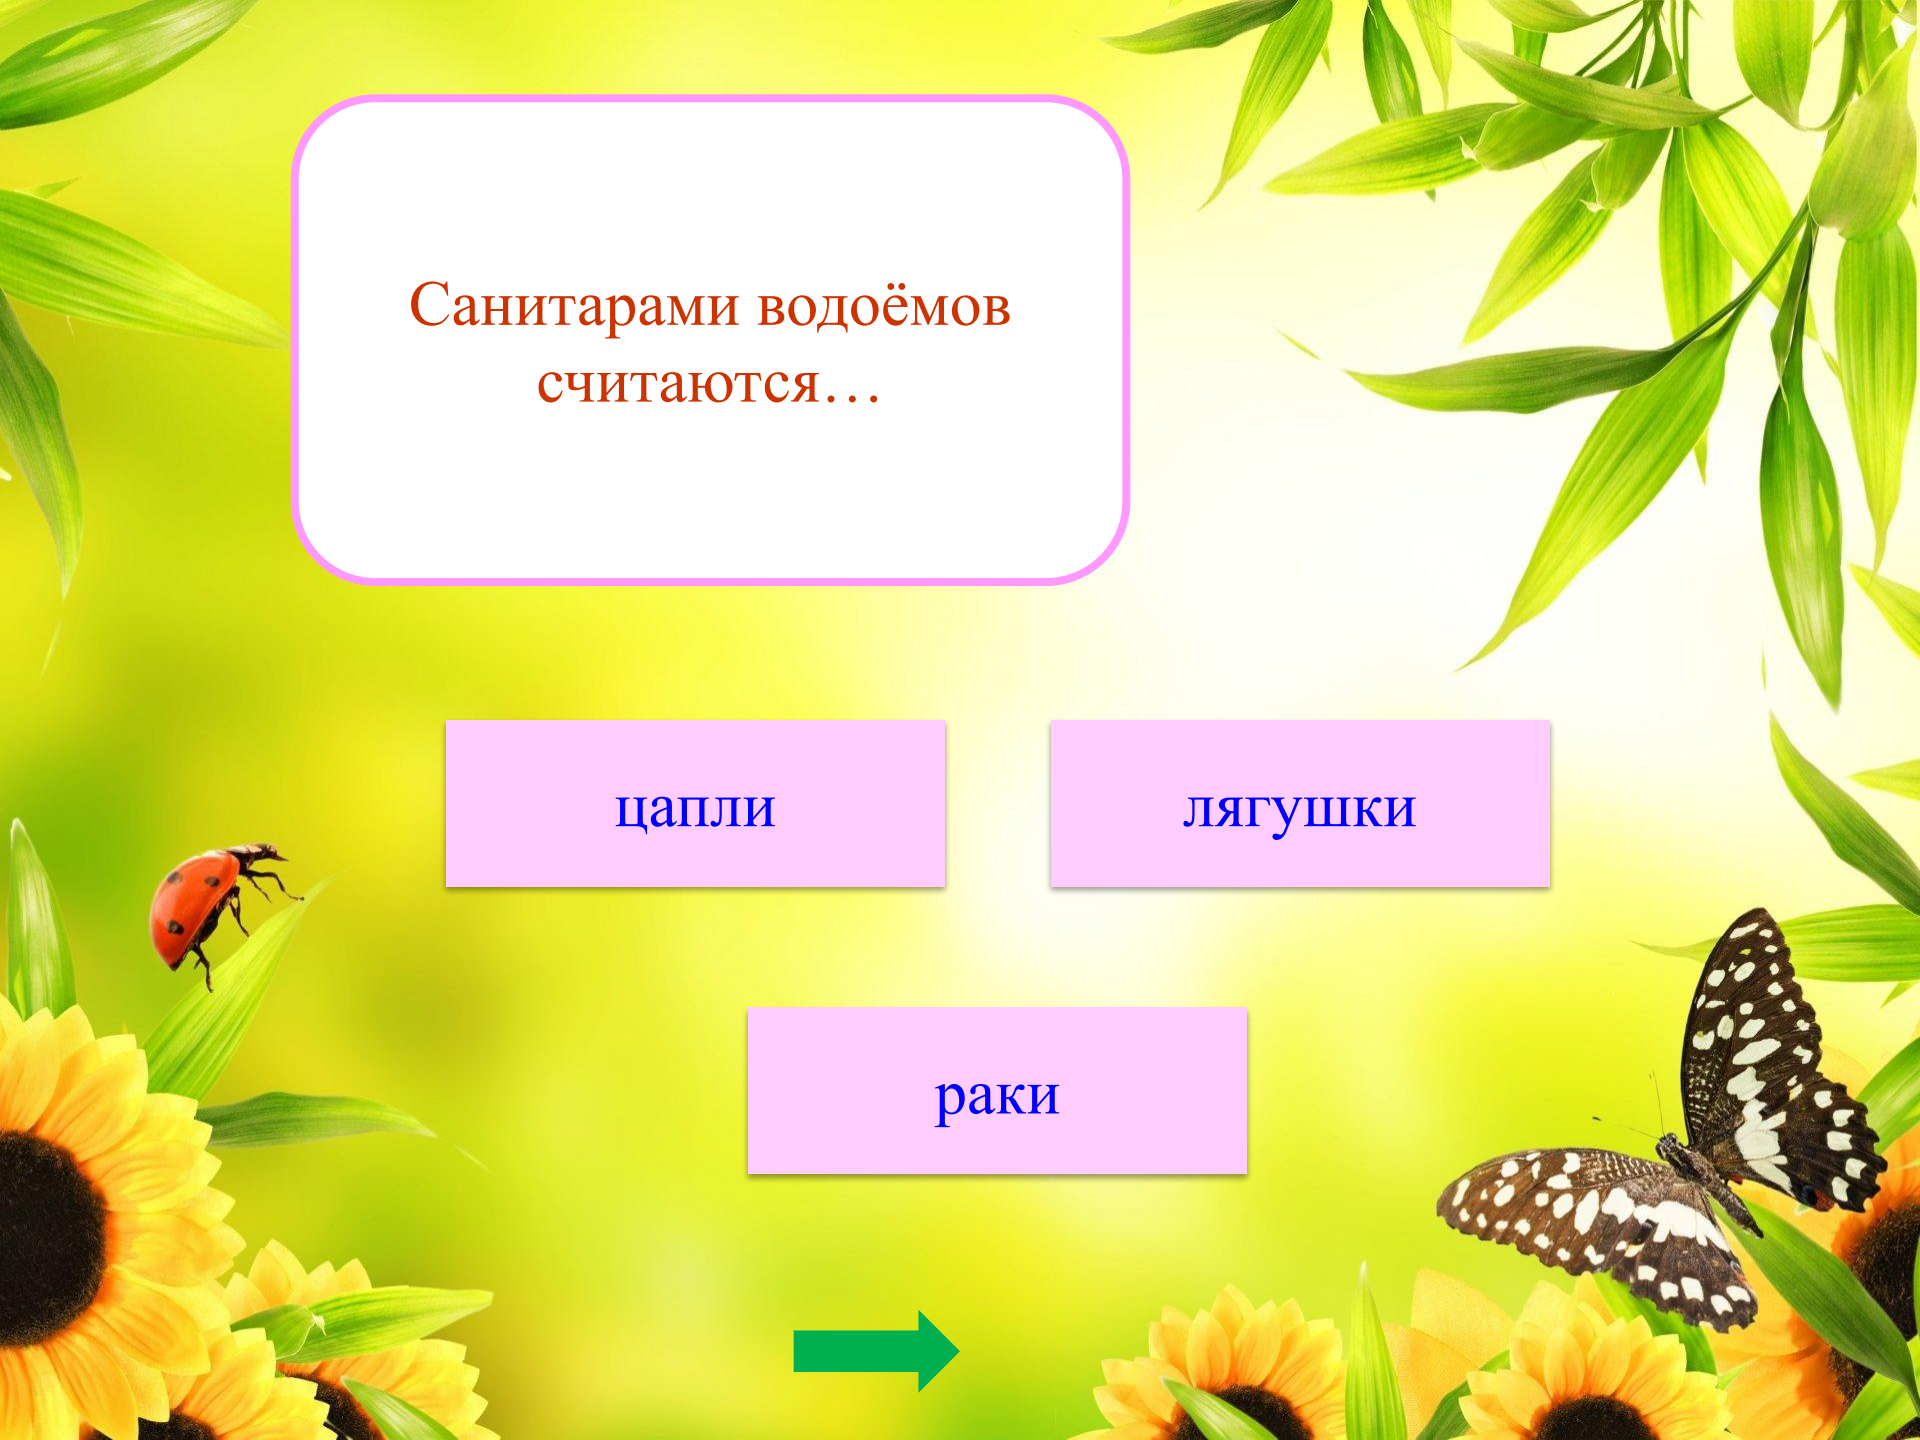 Санитарами водоёмов
считаются…
цапли
лягушки
раки